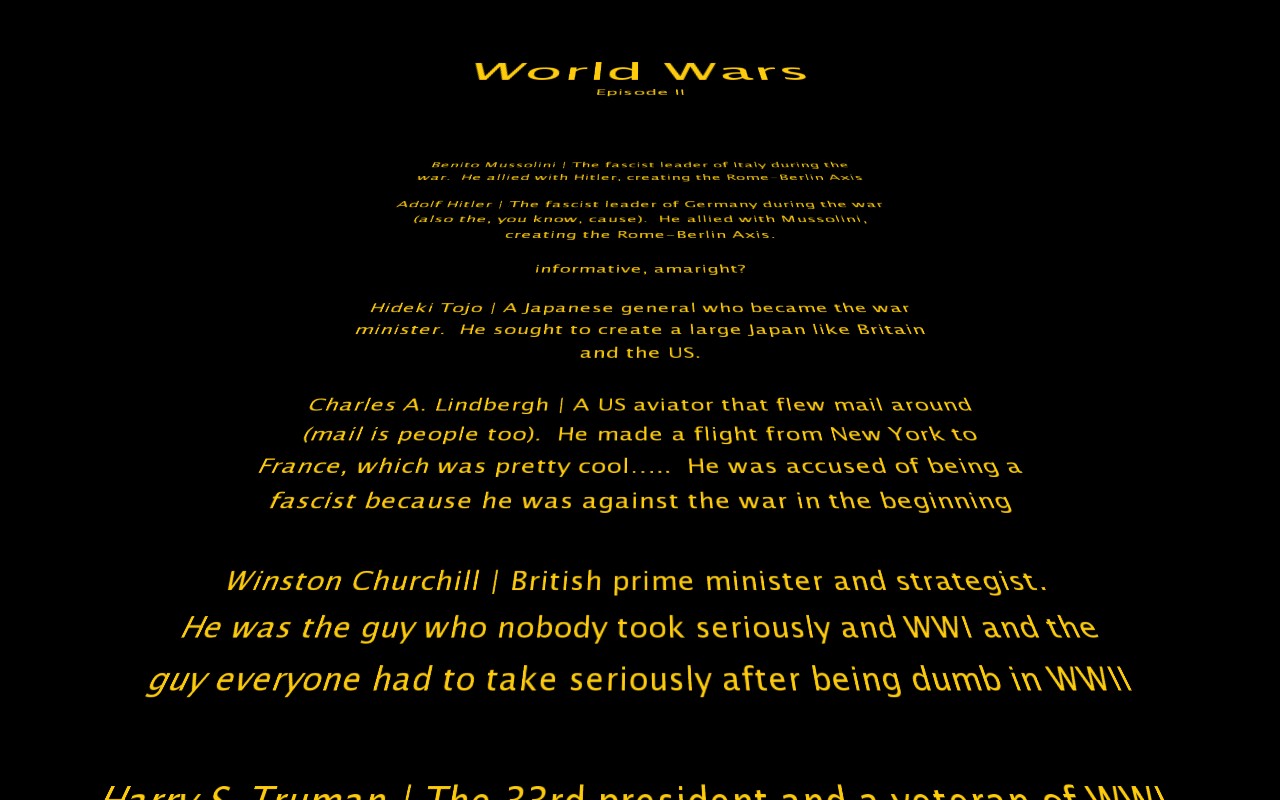 World Wars
Episode II
Benito Mussolini | The fascist leader of Italy during the
war.  He allied with Hitler, creating the Rome-Berlin Axis
Adolf Hitler | The fascist leader of Germany during the war
(also the, you know, cause).  He allied with Mussolini,
creating the Rome-Berlin Axis.
informative, amaright?
Hideki Tojo | A Japanese general who became the war
minister.  He sought to create a large Japan like Britain
and the US.
Charles A. Lindbergh | A US aviator that flew mail around
(mail is people too).  He made a flight from New York to
France, which was pretty cool.....  He was accused of being a
fascist because he was against the war in the beginning
Winston Churchill | British prime minister and strategist.
He was the guy who nobody took seriously and WWI and the
guy everyone had to take seriously after being dumb in WWII
Harry S. Truman | The 33rd president and a veteran of WWI